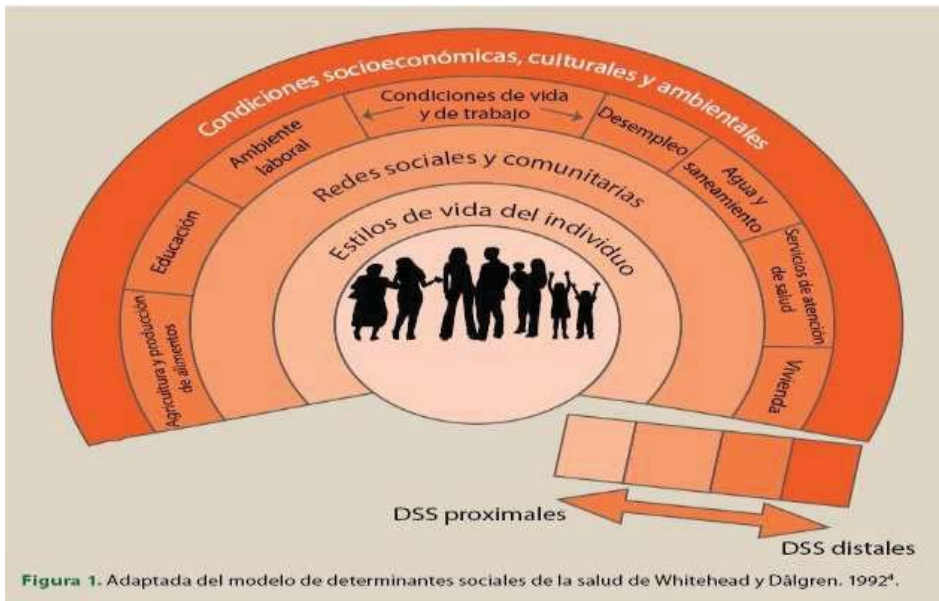 Condiciones socioeconómicas, culturales y ambientales
Condiciones de vida
y de trabajo
Ambiente
laboral
Desempleo
Educación
Agua y
saneamiento
Agricultura y producción
de alimentos
Servicios de atención
de salud
Vivienda
Redes sociales y comunitarias
Estilos de vida del individuo
DSS proximales
DSS distales
Figura 1. Adaptada del modelo de determinantes sociales de la salud de Whitehead y Dålgren. 1992⁴.